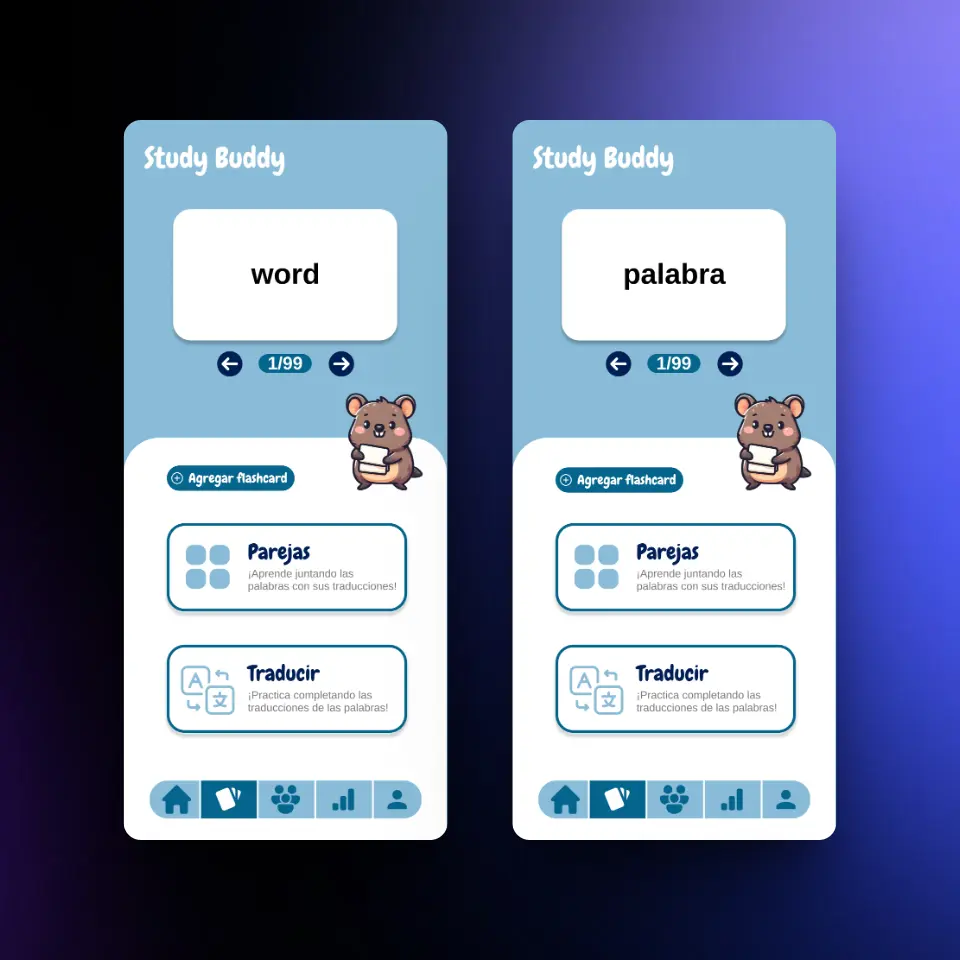 Study Buddy
word
1/99
Agregar flashcard
Parejas
¡Aprende juntando las
palabras con sus traducciones!
Traducir
A
文
¡Practica completando las
traducciones de las palabras!
Study Buddy
palabra
1/99
Agregar flashcard
Parejas
¡Aprende juntando las
palabras con sus traducciones!
Traducir
A
文
¡Practica completando las
traducciones de las palabras!